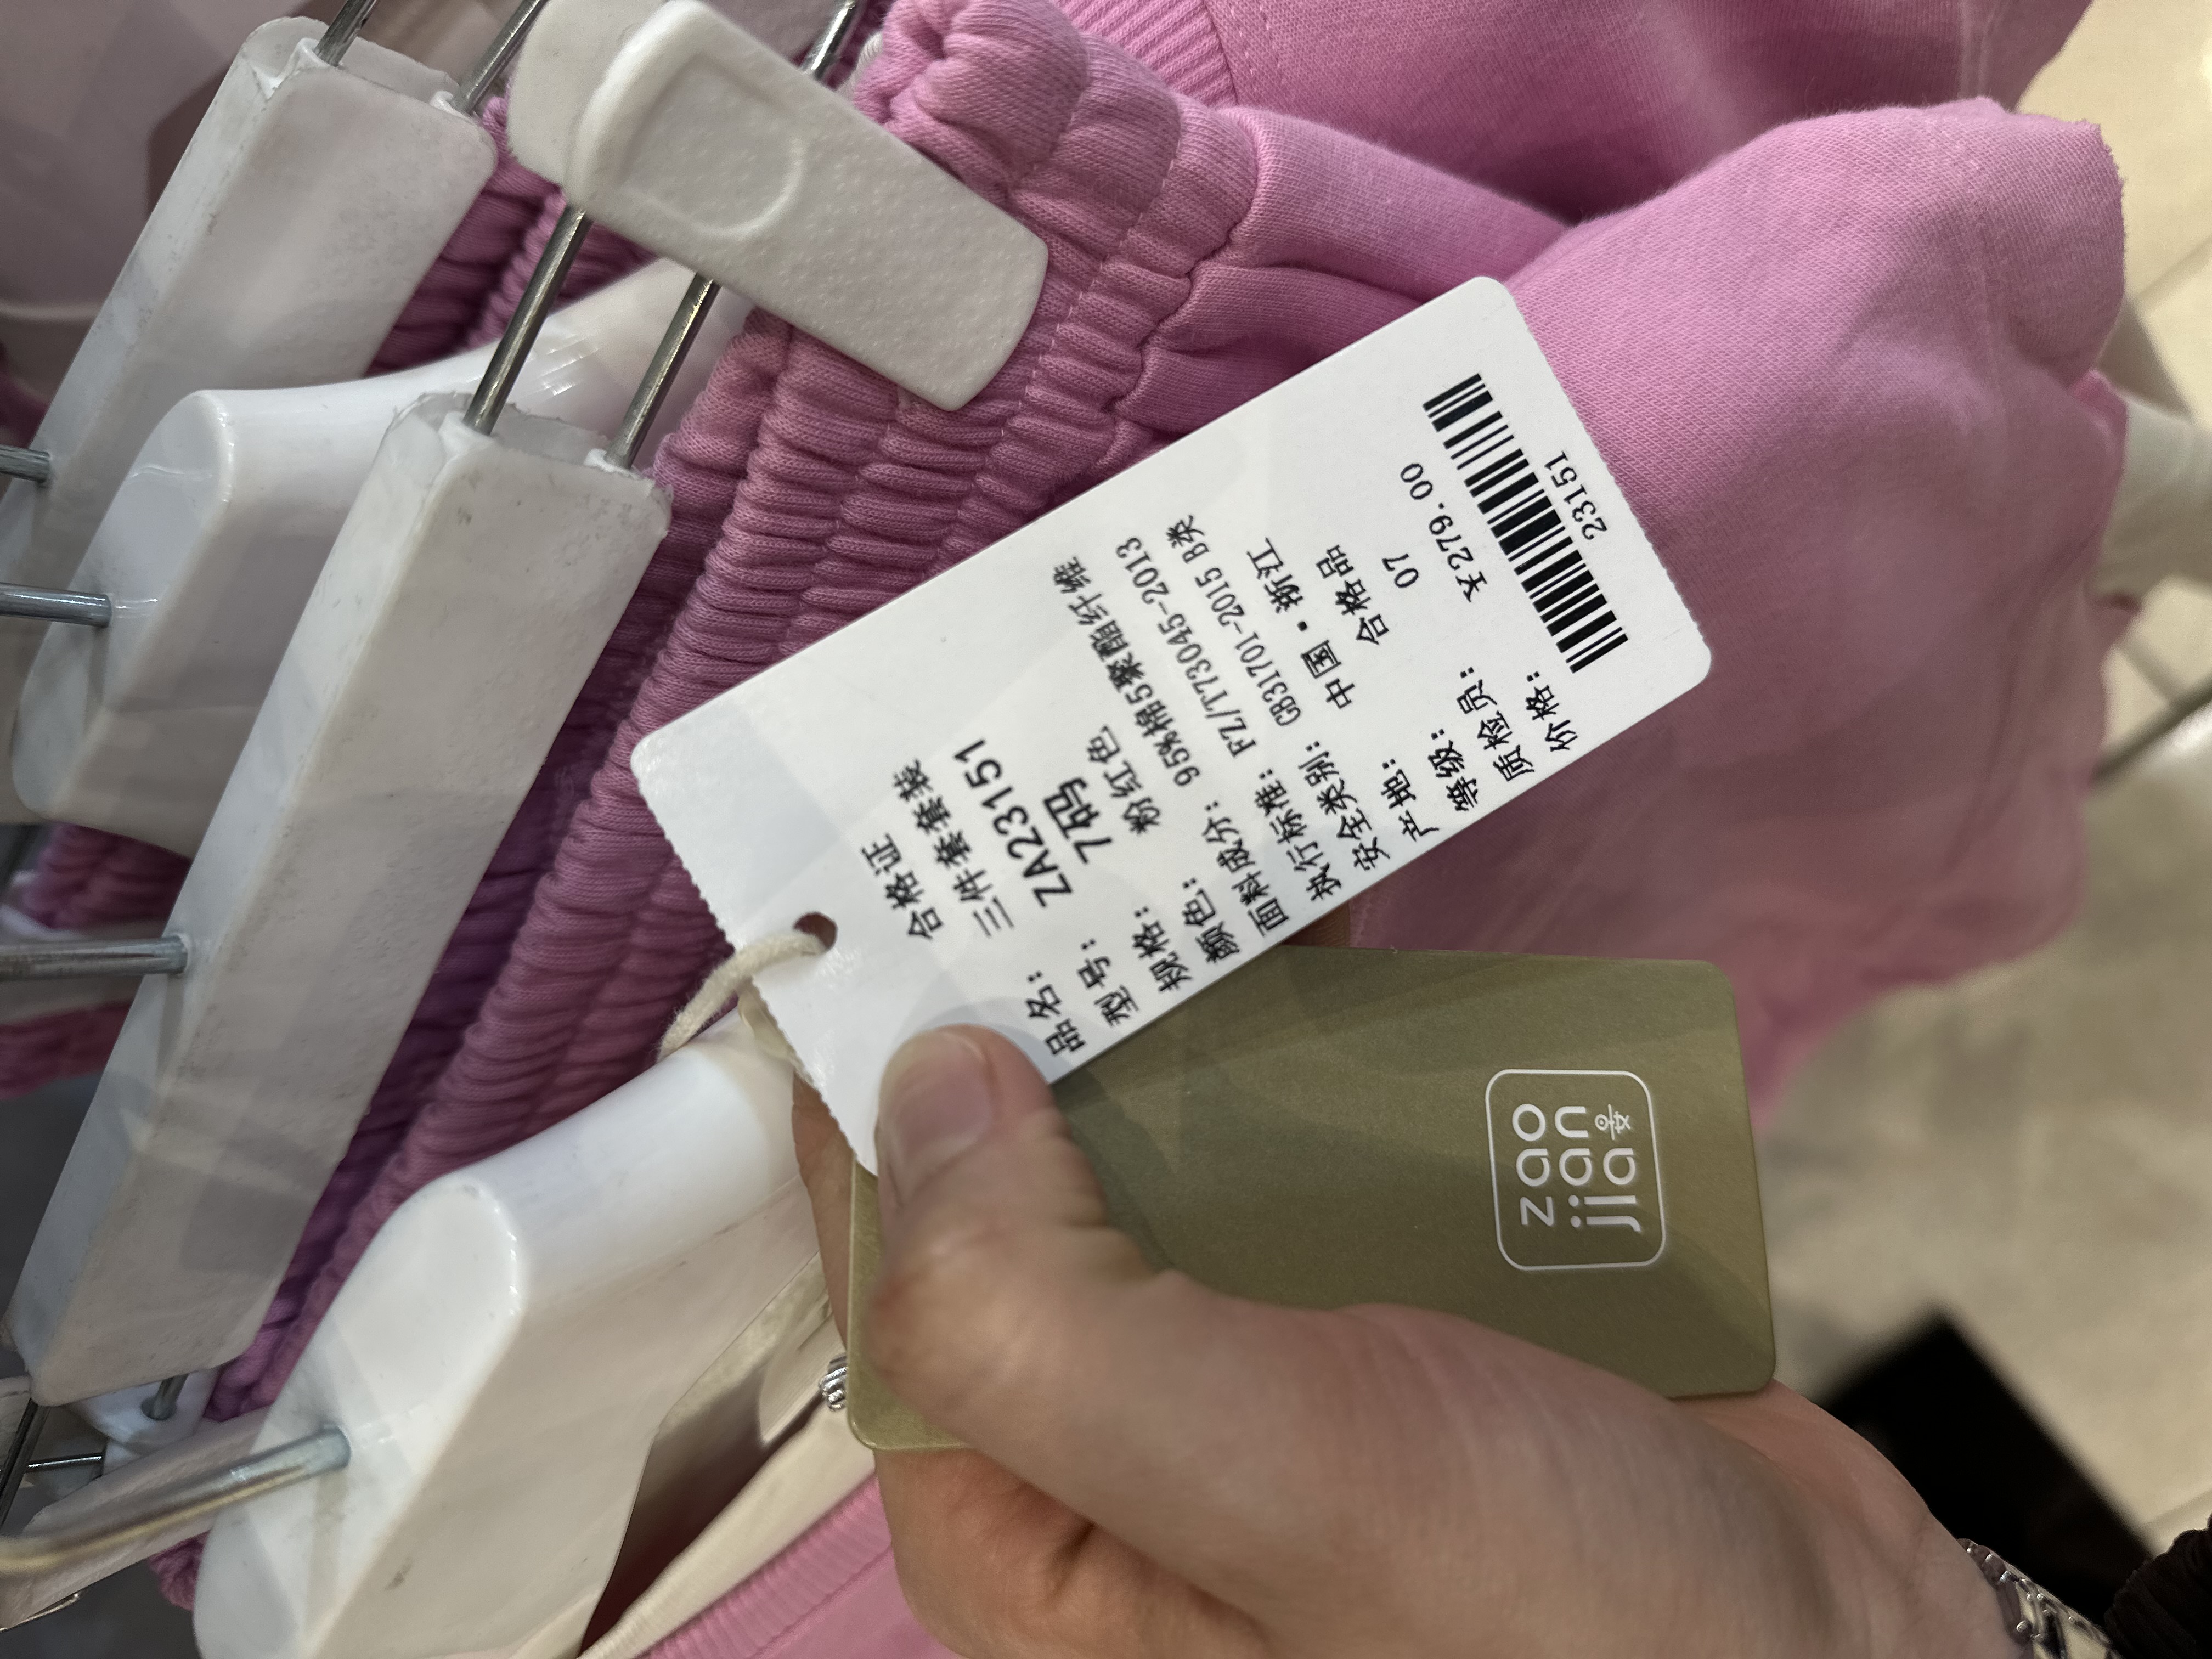 合格证
品名: 三件套套装
型号: ZA23151
规格: 7码
颜色: 粉红色
面料成分: 95%棉5聚酯纤维
执行标准: FZ/T73045-2013
安全类别: GB31701-2015 B类
产地: 中国•浙江
等级: 合格品
质检员: 07
价格: ¥279.00
23151
zao
an
jia